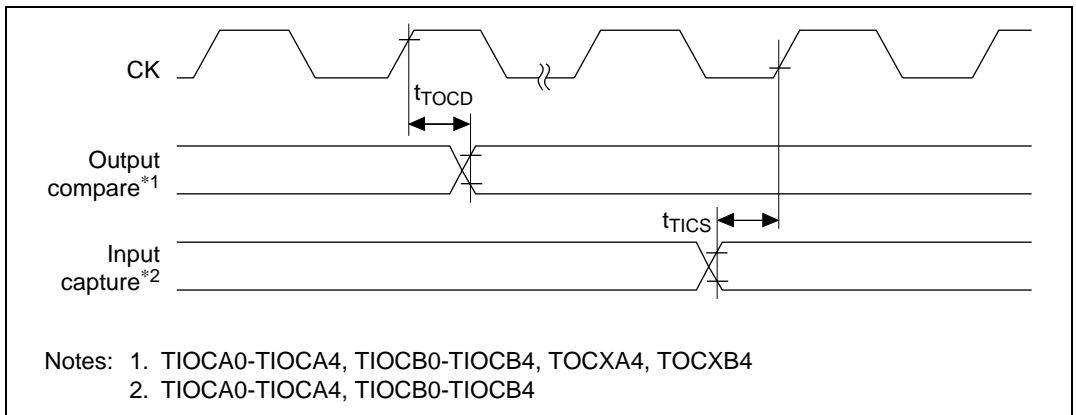 CK
tTOCD
Output
compare*1
tTICS
Input
capture*2
Notes: 1. TIOCA0-TIOCA4, TIOCB0-TIOCB4, TOCXA4, TOCXB4
2. TIOCA0-TIOCA4, TIOCB0-TIOCB4